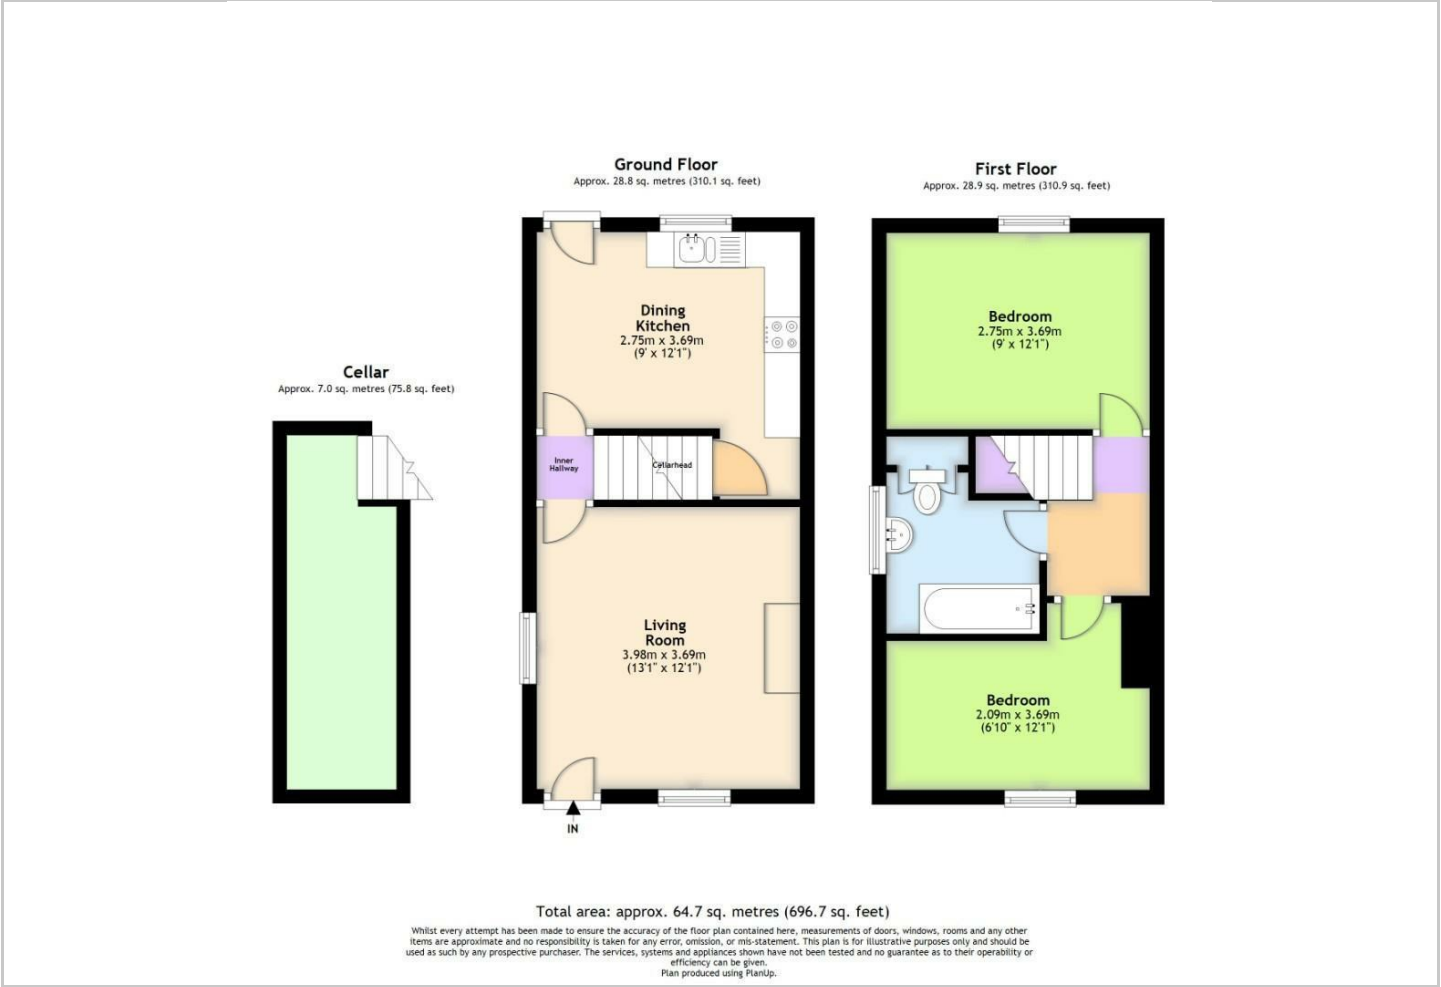 Ground Floor
Approx. 28.8 sq. metres (310.1 sq. feet)
First Floor
Approx. 28.9 sq. metres (310.9 sq. feet)
Dining
Kitchen
2.75m x 3.69m
(9' x 12'1")
Bedroom
2.75m x 3.69m
(9' x 12'1")
Cellar
Approx. 7.0 sq. metres (75.8 sq. feet)
Inner
Hallway
Cellarhead
Living
Room
3.98m x 3.69m
(13'1" x 12'1")
Bedroom
2.09m x 3.69m
(6'10" x 12'1")
IN
Total area: approx. 64.7 sq. metres (696.7 sq. feet)
Whilst every attempt has been made to ensure the accuracy of the floor plan contained here, measurements of doors, windows, rooms and any other
items are approximate and no responsibility is taken for any error, omission, or mis-statement. This plan is for illustrative purposes only and should be
used as such by any prospective purchaser. The services, systems and appliances shown have not been tested and no guarantee as to their operability or
efficiency can be given.
Plan produced using PlanUp.